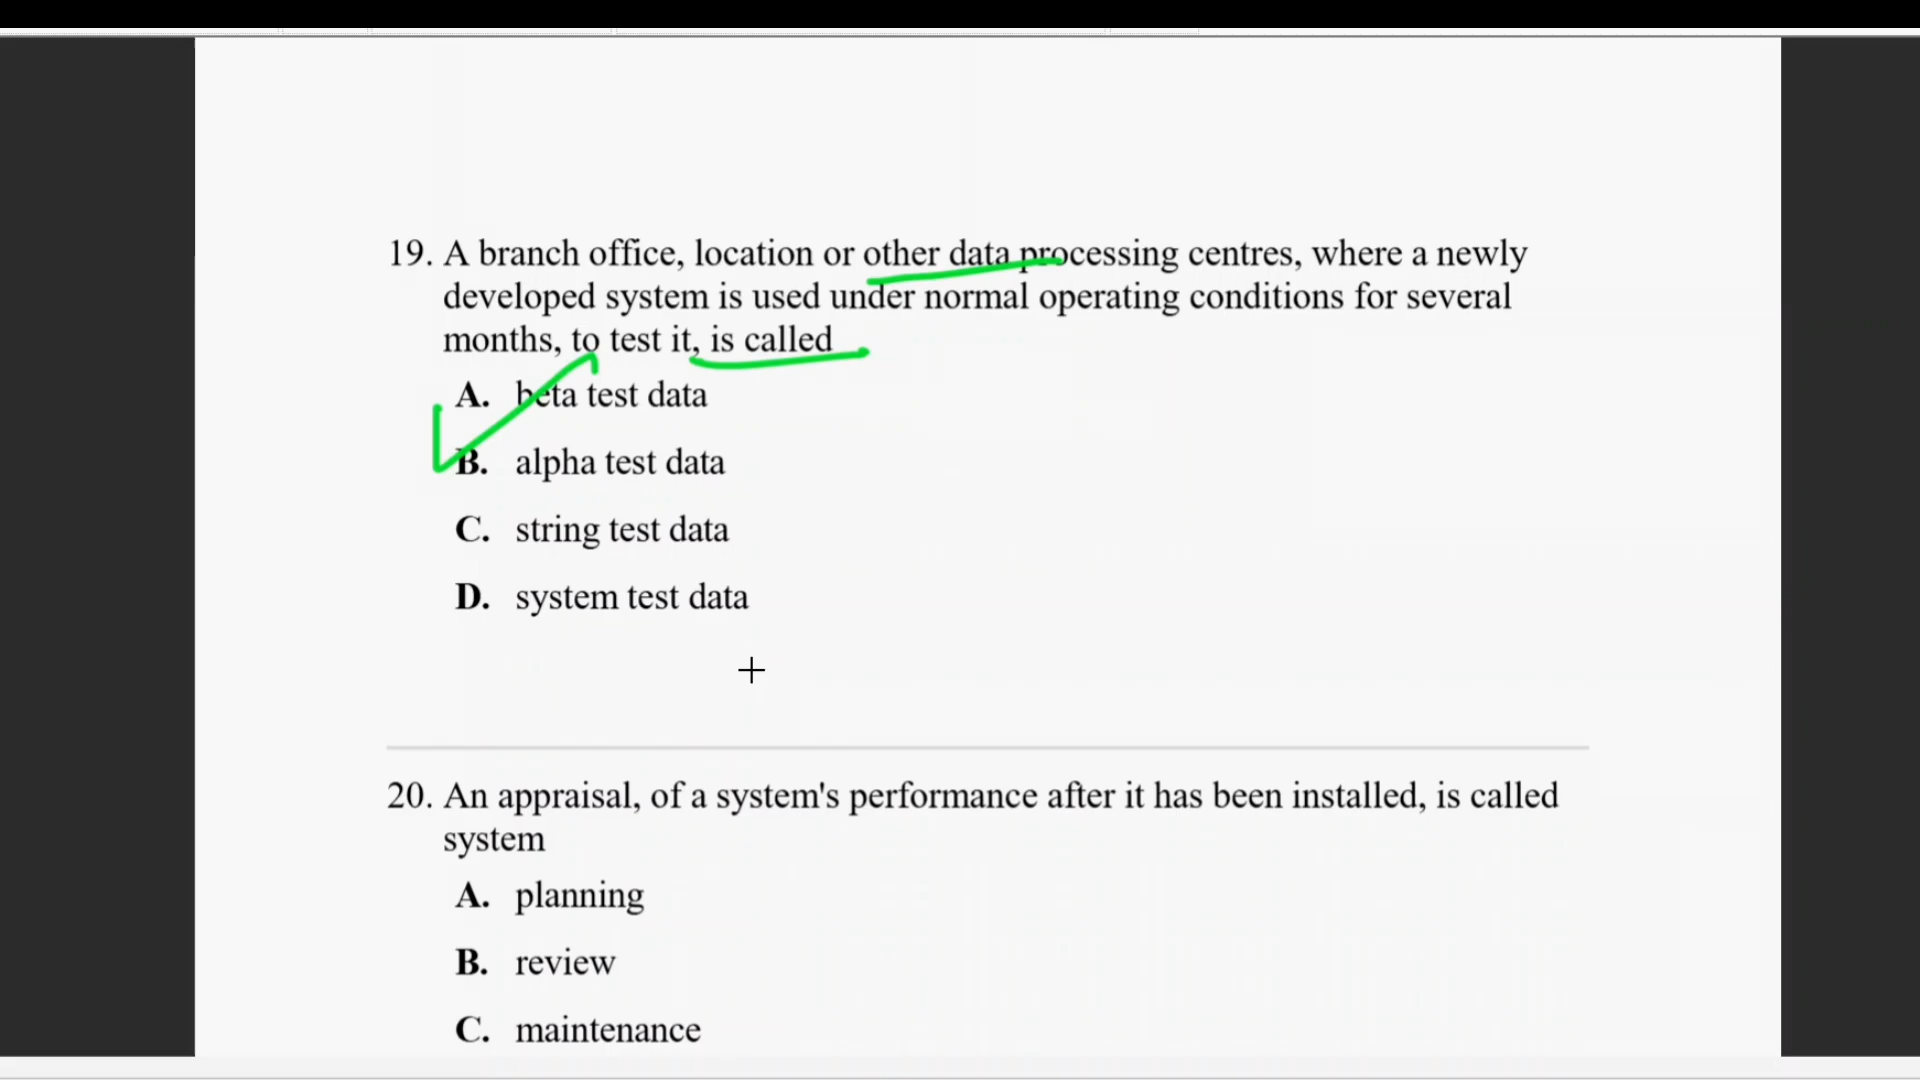 19. A branch office, location or other data processing centres, where a newly
developed system is used under normal operating conditions for several
months, to test it, is called
A. beta test data
B. alpha test data
C. string test data
D. system test data
20. An appraisal, of a system's performance after it has been installed, is called
system
A. planning
B. review
C. maintenance